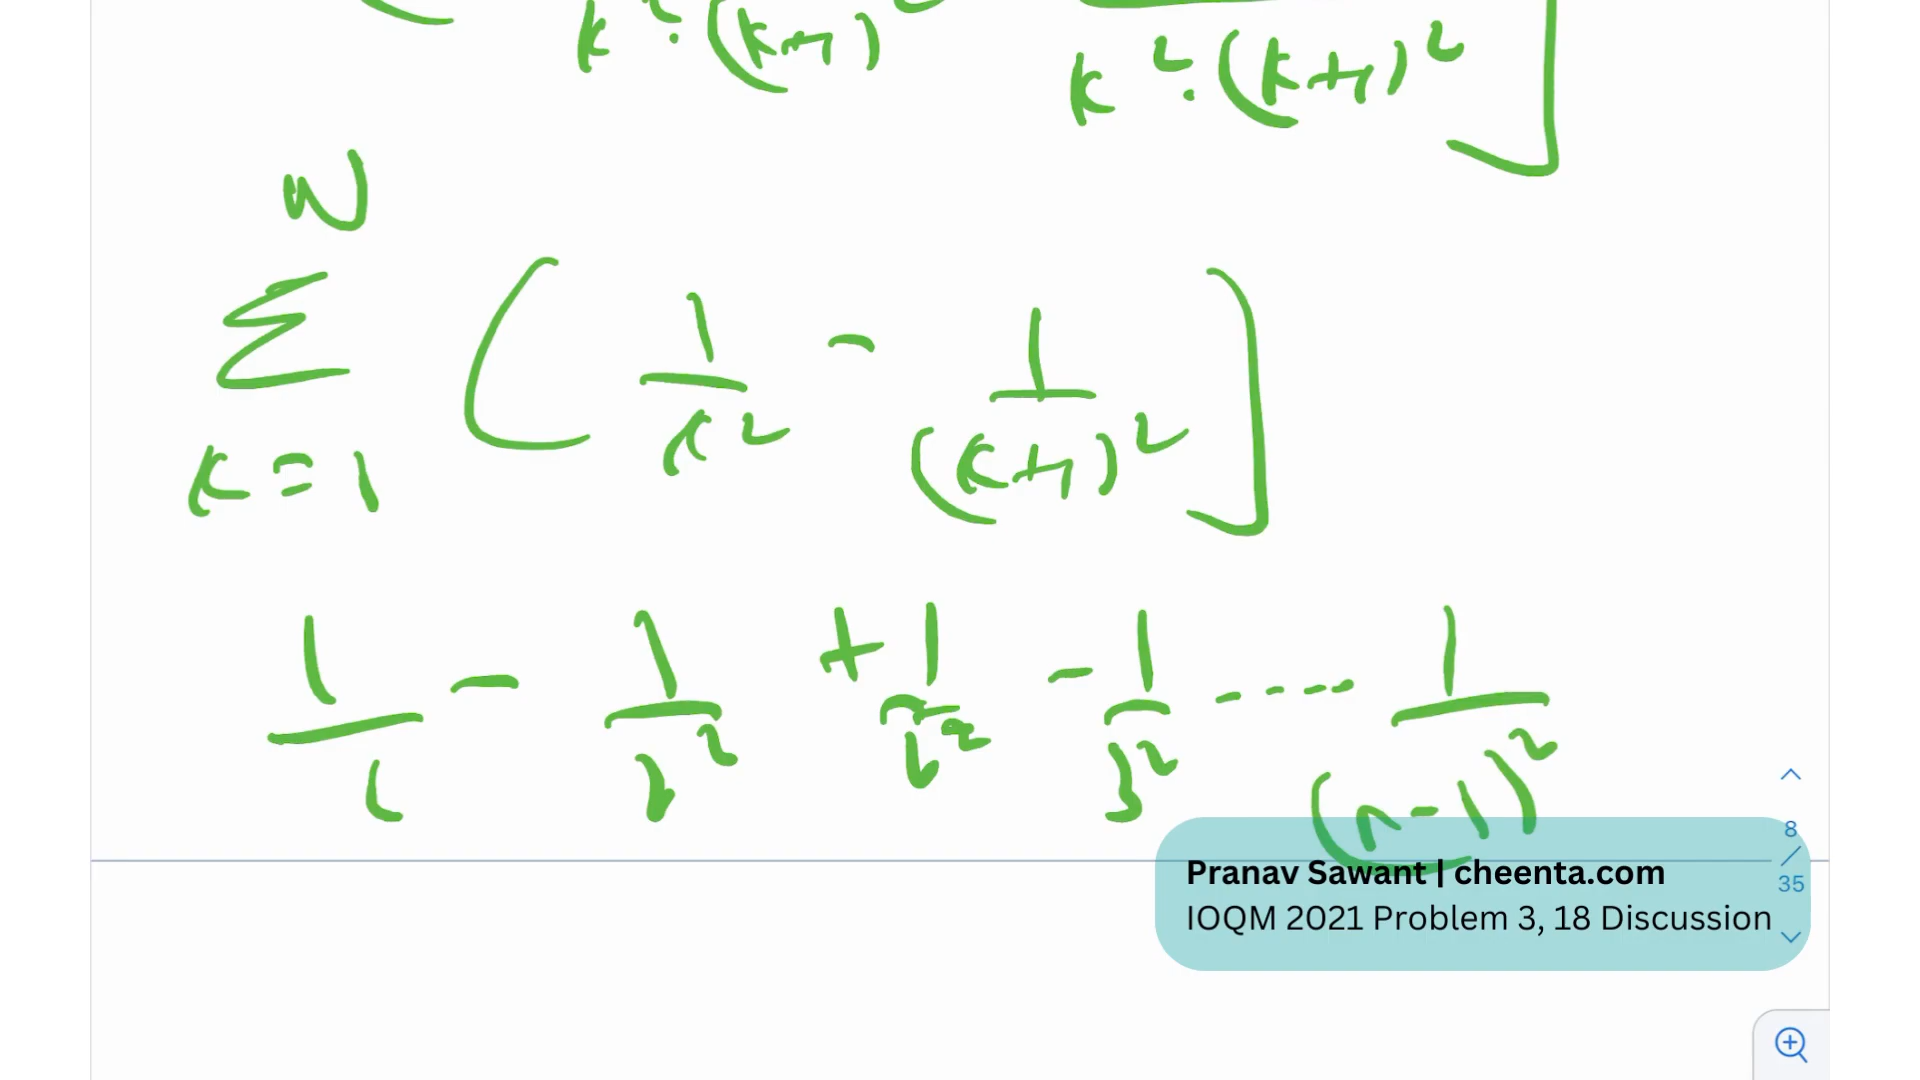 k² · (k+1)² k² · (k+1)² ]
N
Σ ( 1/k² - 1/(k+1)² ]
k = 1
1/1 - 1/2² + 1/2² - 1/3² ..... 1/(n-1)²
8
/
35
Pranav Sawant | cheenta.com
IOQM 2021 Problem 3, 18 Discussion